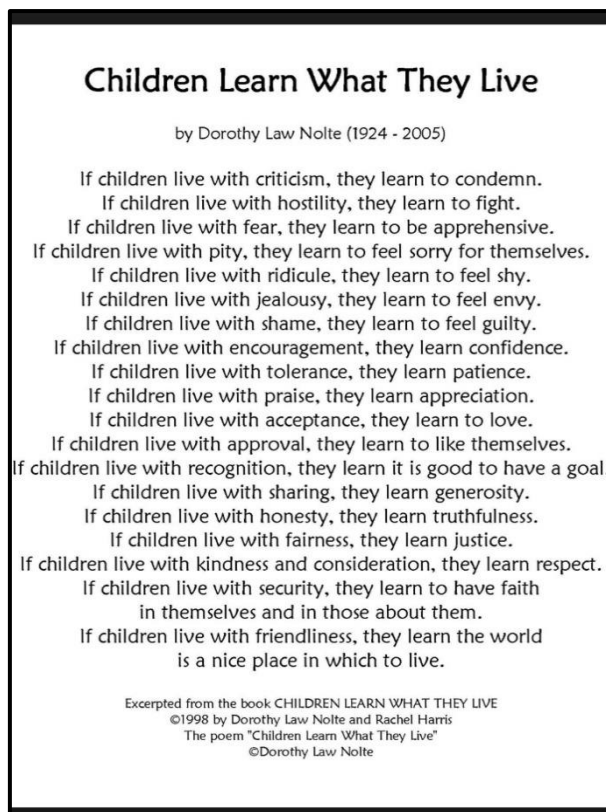 Children Learn What They Live
by Dorothy Law Nolte (1924 - 2005)
If children live with criticism, they learn to condemn.
If children live with hostility, they learn to fight.
If children live with fear, they learn to be apprehensive.
If children live with pity, they learn to feel sorry for themselves.
If children live with ridicule, they learn to feel shy.
If children live with jealousy, they learn to feel envy.
If children live with shame, they learn to feel guilty.
If children live with encouragement, they learn confidence.
If children live with tolerance, they learn patience.
If children live with praise, they learn appreciation.
If children live with acceptance, they learn to love.
If children live with approval, they learn to like themselves.
If children live with recognition, they learn it is good to have a goal.
If children live with sharing, they learn generosity.
If children live with honesty, they learn truthfulness.
If children live with fairness, they learn justice.
If children live with kindness and consideration, they learn respect.
If children live with security, they learn to have faith
in themselves and in those about them.
If children live with friendliness, they learn the world
is a nice place in which to live.
Excerpted from the book CHILDREN LEARN WHAT THEY LIVE
©1998 by Dorothy Law Nolte and Rachel Harris
The poem "Children Learn What They Live"
©Dorothy Law Nolte